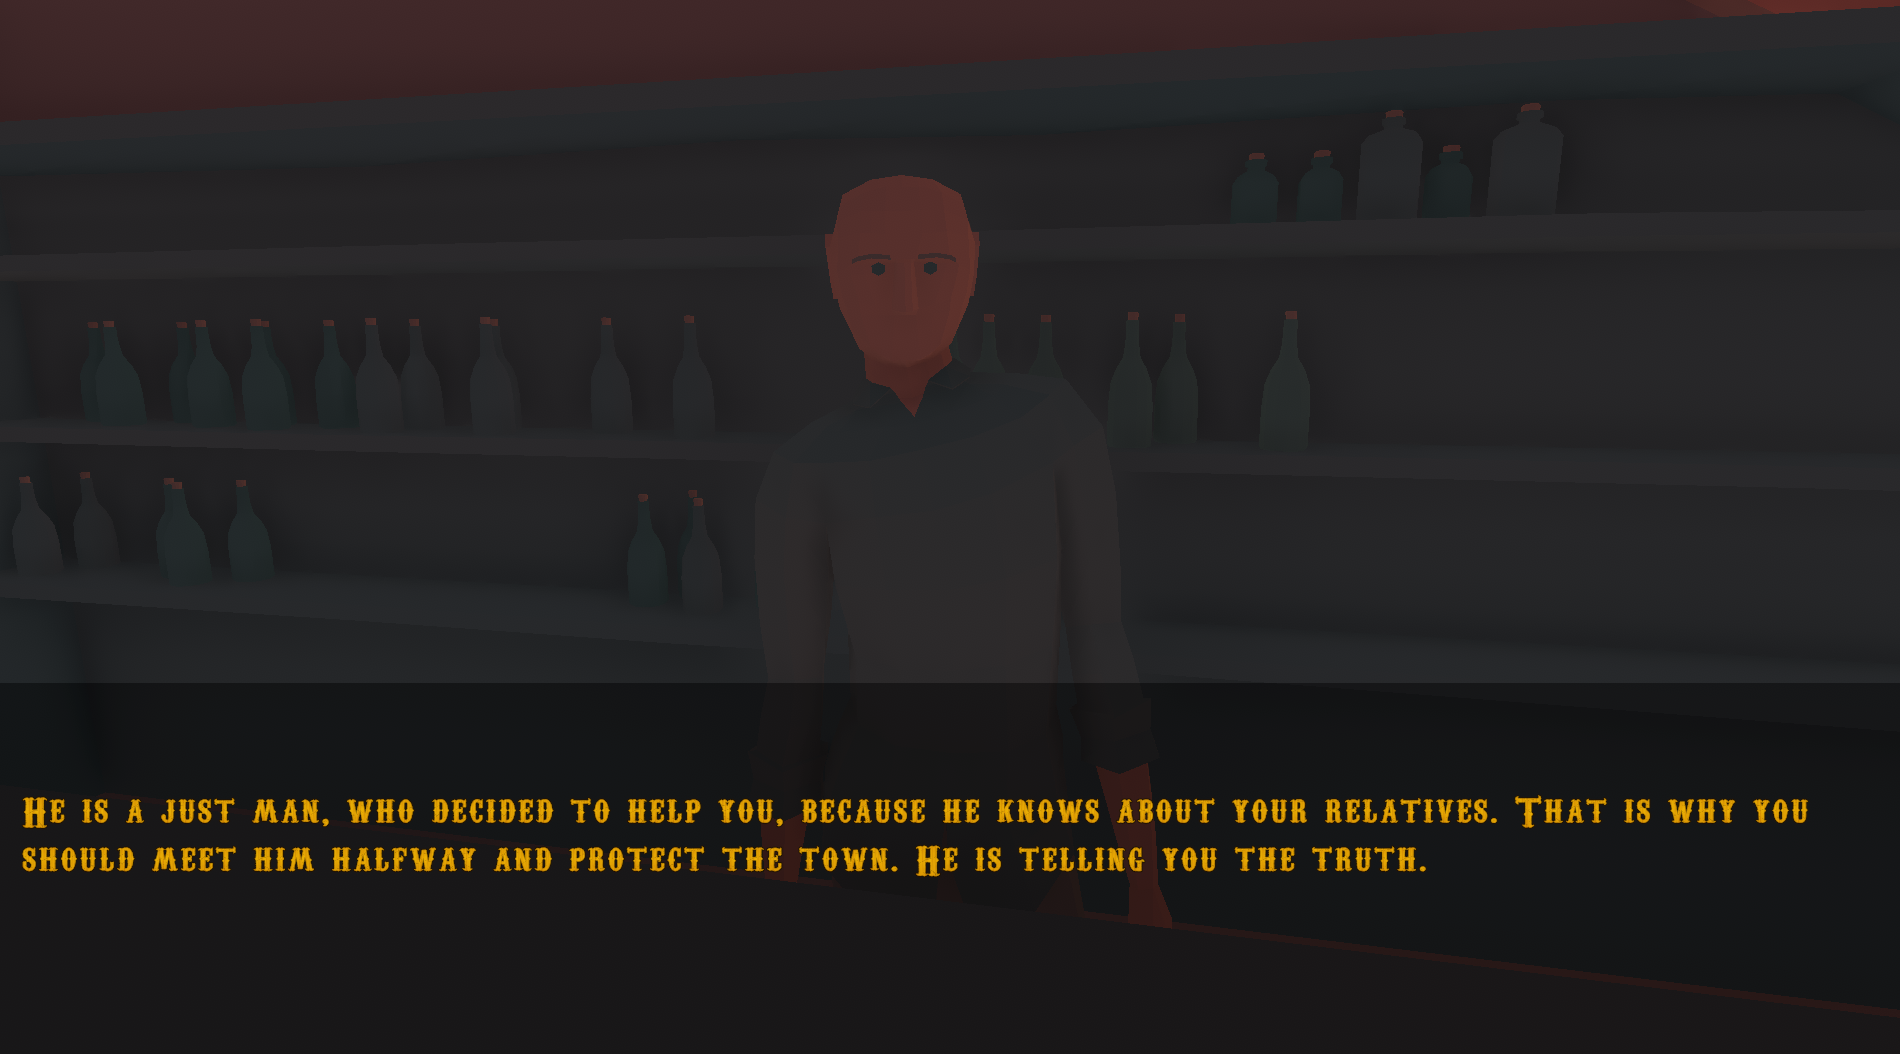 He is a just man, who decided to help you, because he knows about your relatives. That is why you
should meet him halfway and protect the town. He is telling you the truth.